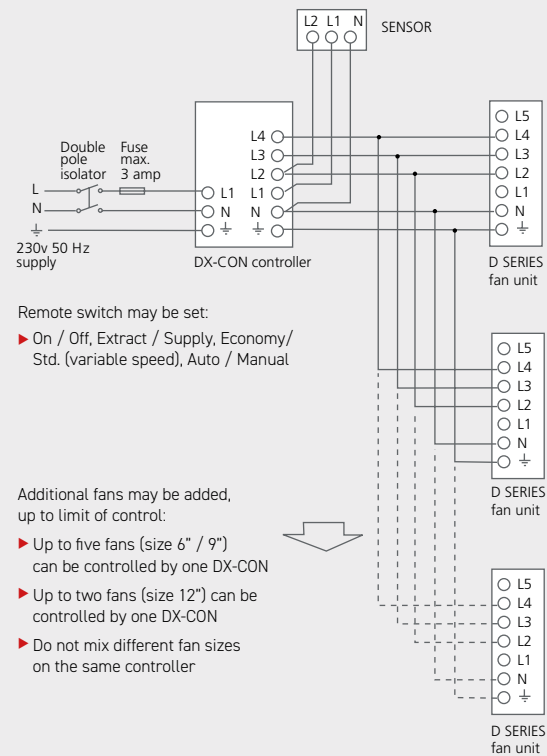 L2 L1 N
SENSOR
L4
L3
L2
L1
N
L1
N
DX-CON controller
Double
pole
isolator
Fuse
max.
3 amp
L
N
230v 50 Hz
supply
L5
L4
L3
L2
L1
N
D SERIES
fan unit
Remote switch may be set:
On / Off, Extract / Supply, Economy/
Std. (variable speed), Auto / Manual
L5
L4
L3
L2
L1
N
D SERIES
fan unit
Additional fans may be added,
up to limit of control:
Up to five fans (size 6" / 9")
can be controlled by one DX-CON
Up to two fans (size 12") can be
controlled by one DX-CON
Do not mix different fan sizes
on the same controller
L5
L4
L3
L2
L1
N
D SERIES
fan unit